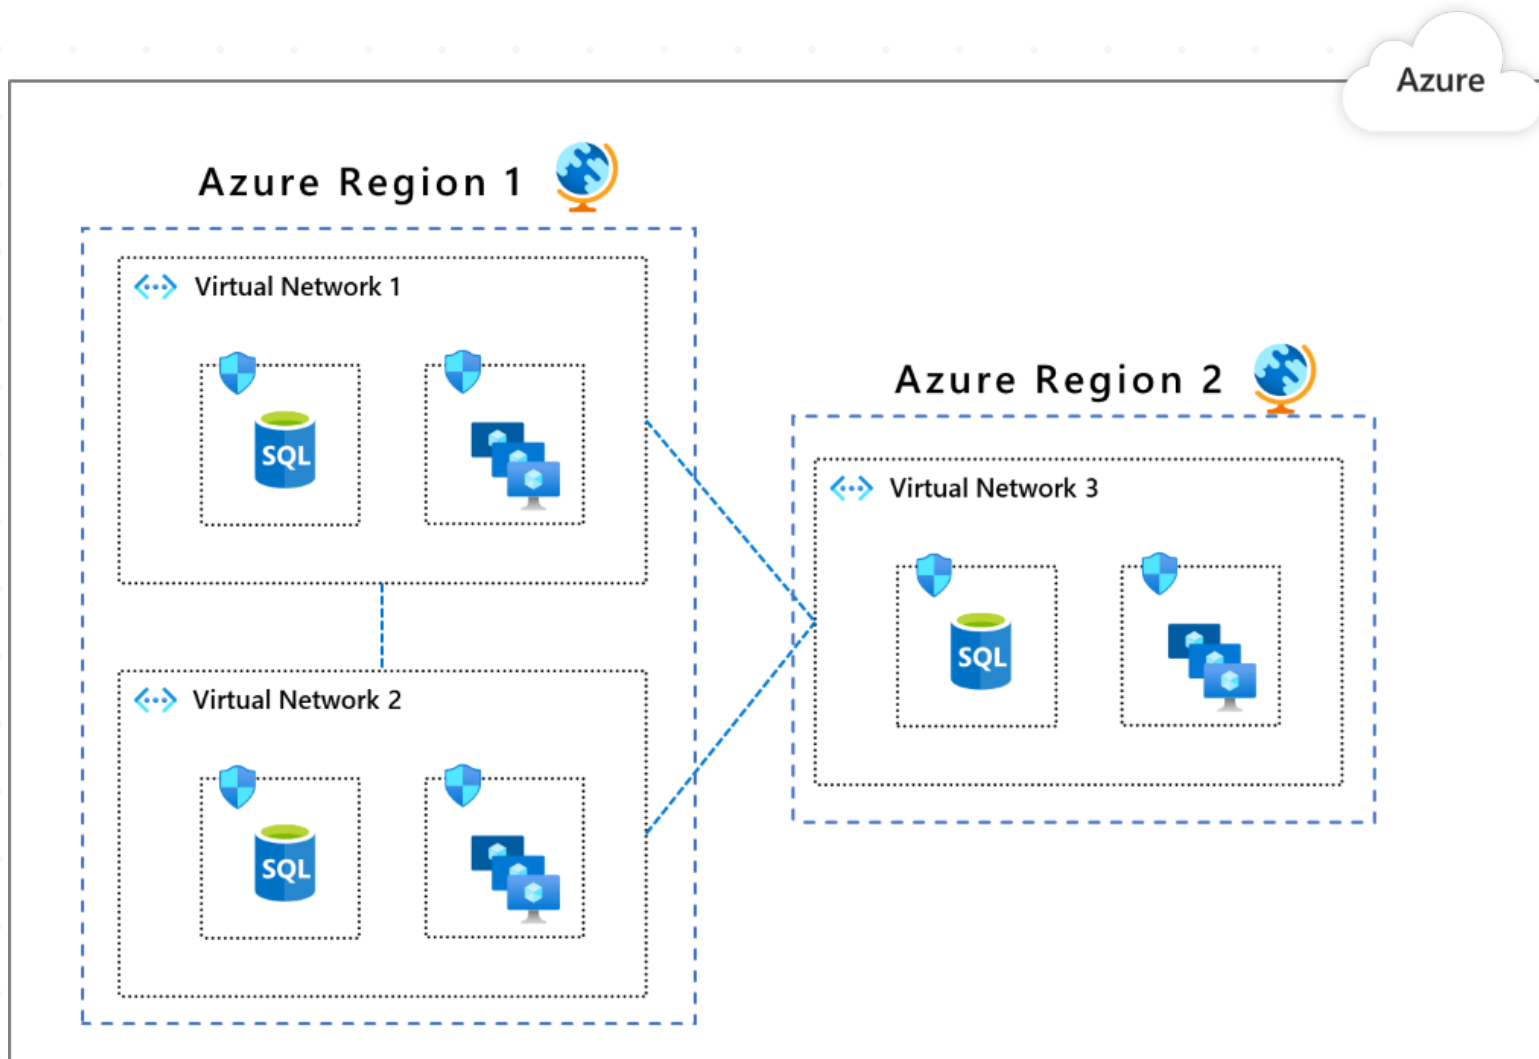 Azure
Azure Region 1
Virtual Network 1
SQL
Virtual Network 2
SQL
Azure Region 2
Virtual Network 3
SQL